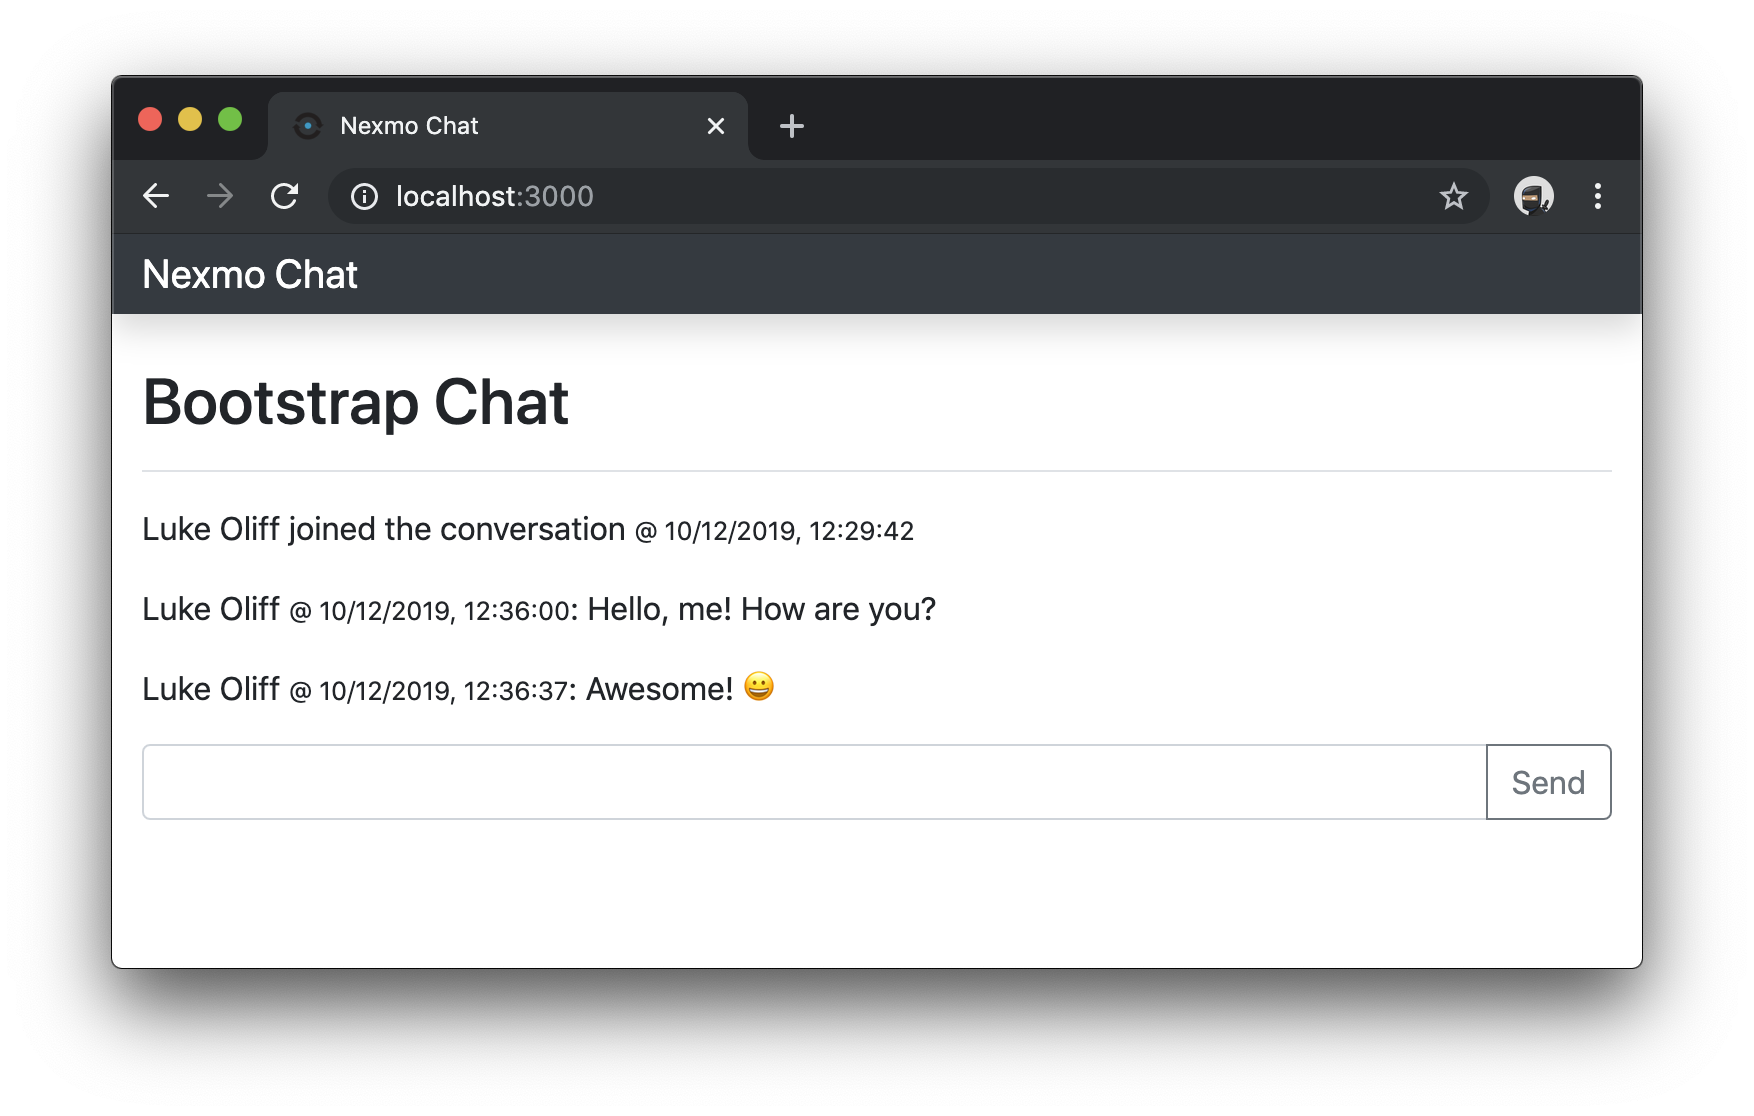 Nexmo Chat
localhost:3000
Nexmo Chat
Bootstrap Chat
Luke Oliff joined the conversation @ 10/12/2019, 12:29:42
Luke Oliff @ 10/12/2019, 12:36:00: Hello, me! How are you?
Luke Oliff @ 10/12/2019, 12:36:37: Awesome! 😀
Send